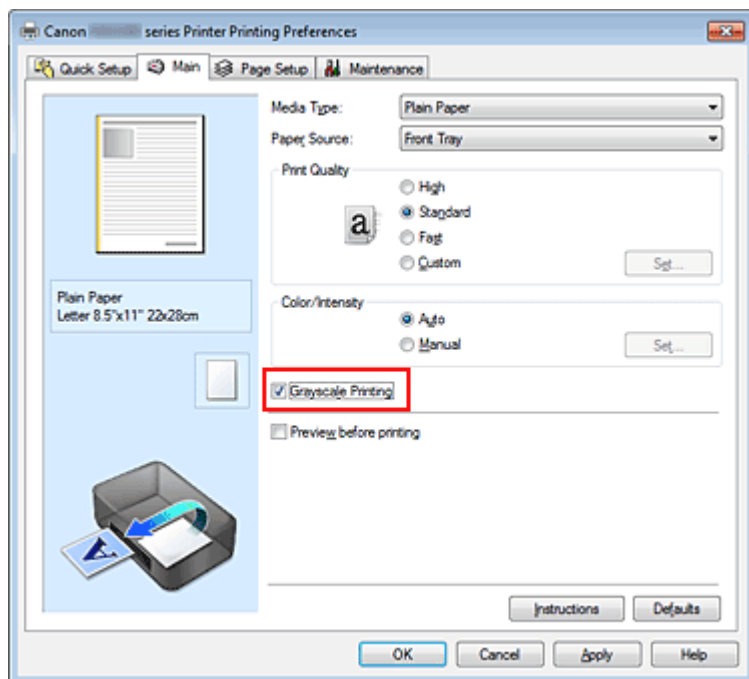 Canon series Printer Printing Preferences
Quick Setup Main Page Setup Maintenance
Media Type: Plain Paper
Paper Source: Front Tray
Print Quality
High
a Standard
Fast
Custom Set...
Plain Paper
Letter 8.5"x11" 22x28cm
Color/Intensity
Auto
Manual Set...
Grayscale Printing
Preview before printing
A
Instructions Defaults
OK Cancel Apply Help